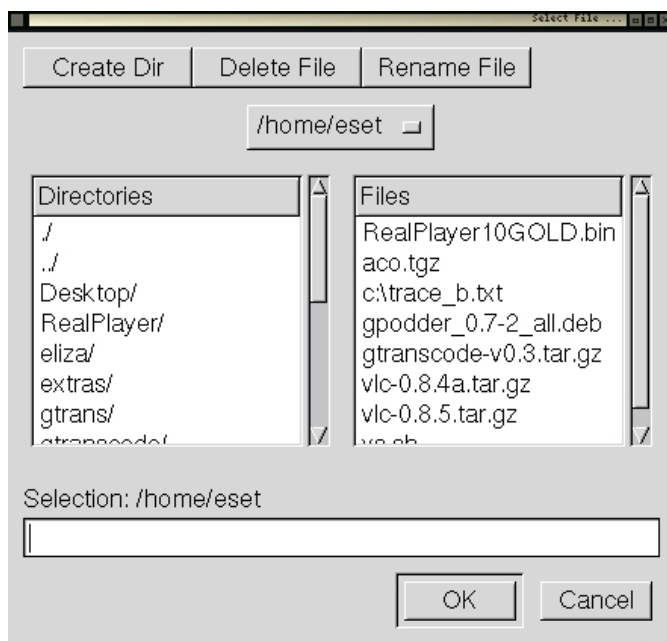 Select File ...
Create Dir Delete File Rename File
/home/eset
Directories
./
../
Desktop/
RealPlayer/
eliza/
extras/
gtrans/
gtranscode/
Files
RealPlayer10GOLD.bin
aco.tgz
c:\trace_b.txt
gpodder_0.7-2_all.deb
gtranscode-v0.3.tar.gz
vlc-0.8.4a.tar.gz
vlc-0.8.5.tar.gz
Selection: /home/eset
OK Cancel